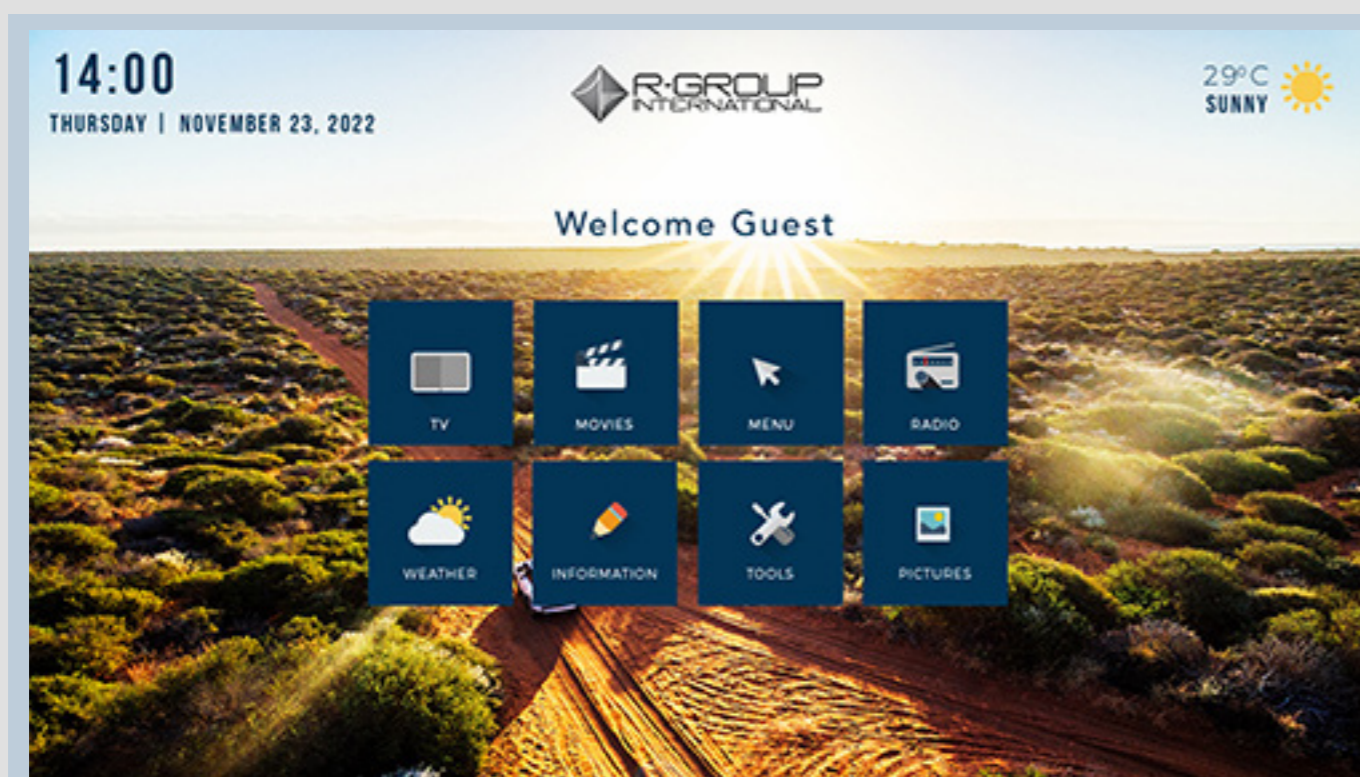 14:00
THURSDAY | NOVEMBER 23, 2022
R·GROUP
INTERNATIONAL
29°C
SUNNY
Welcome Guest
TV
MOVIES
MENU
RADIO
WEATHER
INFORMATION
TOOLS
PICTURES